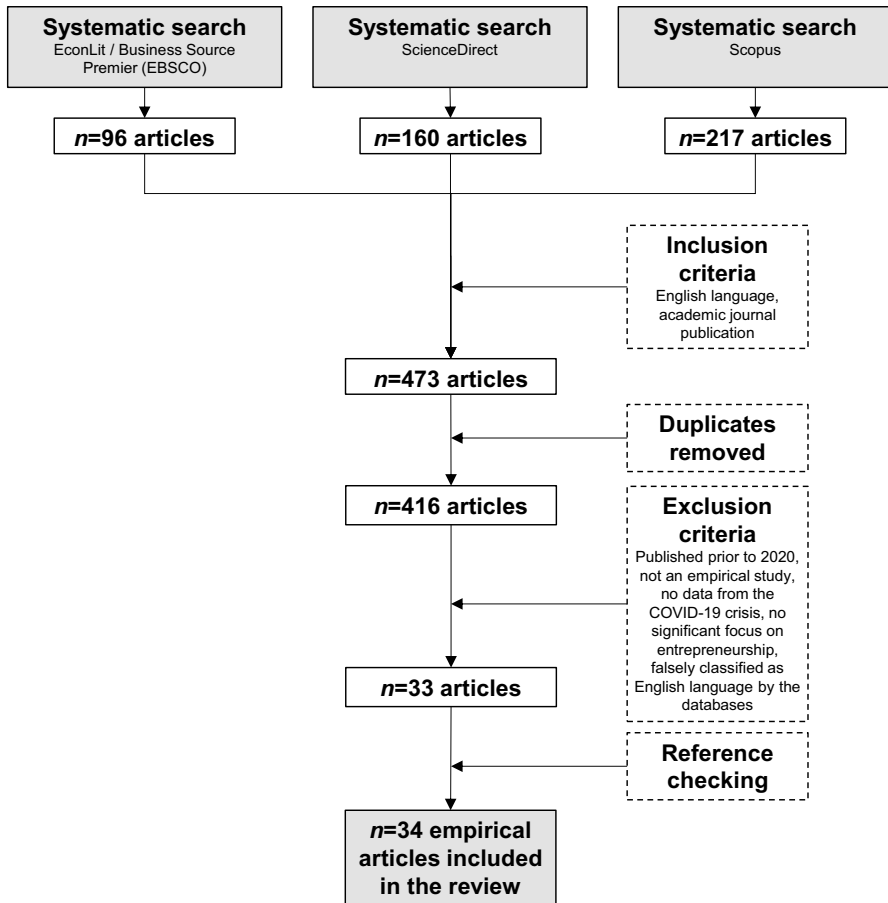 Systematic search
EconLit / Business Source
Premier (EBSCO)
Systematic search
ScienceDirect
Systematic search
Scopus
n=96 articles
n=160 articles
n=217 articles
Inclusion
criteria
English language,
academic journal
publication
n=473 articles
Duplicates
removed
n=416 articles
Exclusion
criteria
Published prior to 2020,
not an empirical study,
no data from the
COVID-19 crisis, no
significant focus on
entrepreneurship,
falsely classified as
English language by the
databases
n=33 articles
Reference
checking
n=34 empirical
articles included
in the review